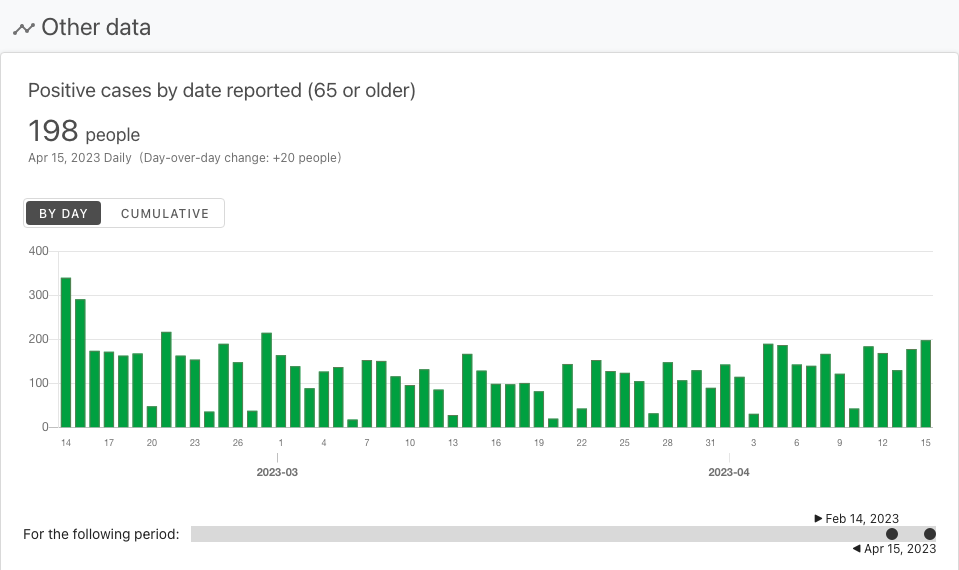 Other data
Positive cases by date reported (65 or older)
198 people
Apr 15, 2023 Daily (Day-over-day change: +20 people)
BY DAY CUMULATIVE
400
300
200
100
0
14 17 20 23 26 1 4 7 10 13 16 19 22 25 28 31 3 6 9 12 15
2023-03 2023-04
▶ Feb 14, 2023
For the following period:
◀ Apr 15, 2023